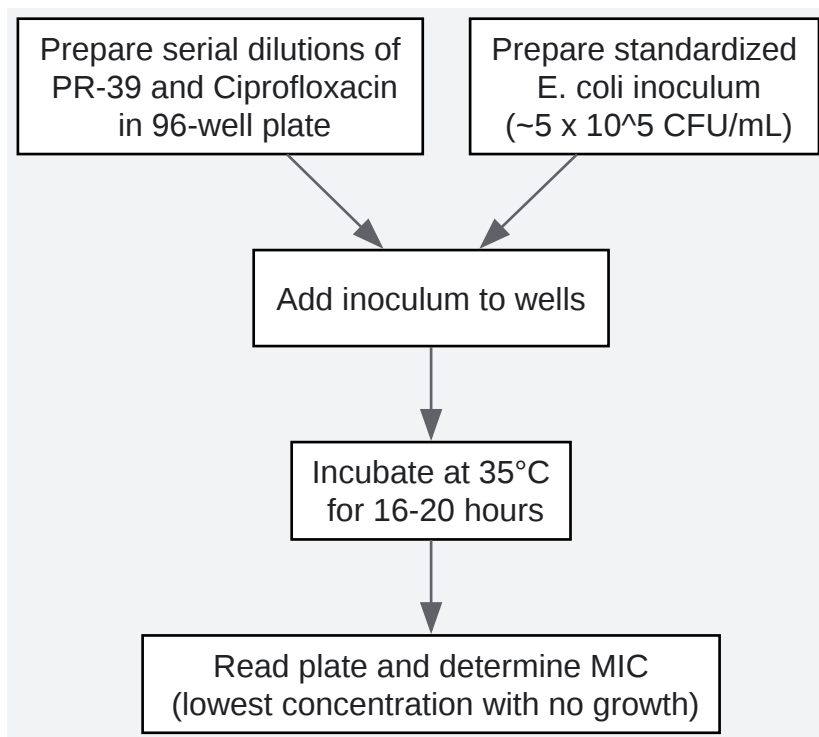 Prepare serial dilutions of
PR-39 and Ciprofloxacin
in 96-well plate
Prepare standardized
E. coli inoculum
(~5 x 10^5 CFU/mL)
Add inoculum to wells
Incubate at 35°C
for 16-20 hours
Read plate and determine MIC
(lowest concentration with no growth)